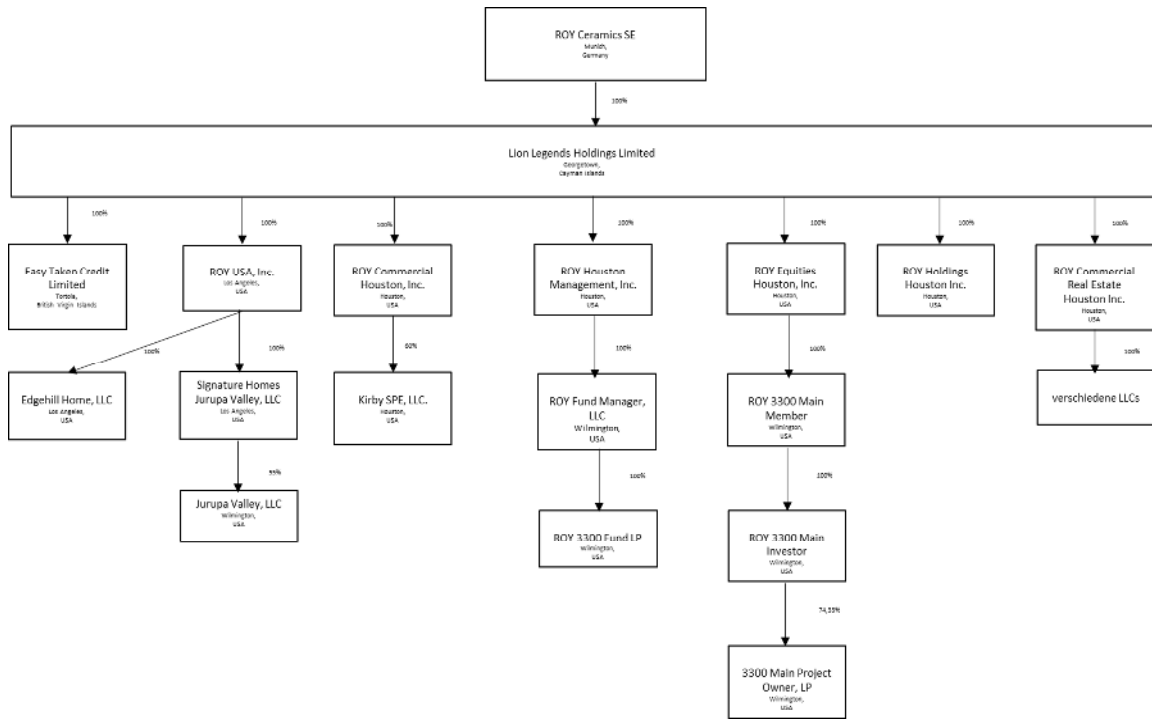 ROY Ceramics SE
Munich,
Germany
100%
Lion Legends Holdings Limited
Georgetown,
Cayman Islands
100%
100%
100%
100%
100%
100%
100%
Easy Taken Credit
Limited
Tortola,
British Virgin Islands
ROY USA, Inc.
Los Angeles,
USA
ROY Commercial
Houston, Inc.
Houston,
USA
ROY Houston
Management, Inc.
Houston,
USA
ROY Equities
Houston, Inc.
Houston,
USA
ROY Holdings
Houston Inc.
Houston,
USA
ROY Commercial
Real Estate
Houston Inc.
Houston,
USA
100%
100%
100%
100%
100%
Edgehill Home, LLC
Los Angeles,
USA
Signature Homes
Jurupa Valley, LLC
Los Angeles,
USA
Kirby SPE, LLC.
Houston,
USA
ROY Fund Manager,
LLC
Wilmington,
USA
ROY 3300 Main
Member
Wilmington,
USA
verschiedene LLCs
100%
100%
Jurupa Valley, LLC
Wilmington,
USA
ROY 3300 Fund LP
Wilmington,
USA
ROY 3300 Main
Investor
Wilmington,
USA
3300 Main Project
Owner, LP
Wilmington,
USA